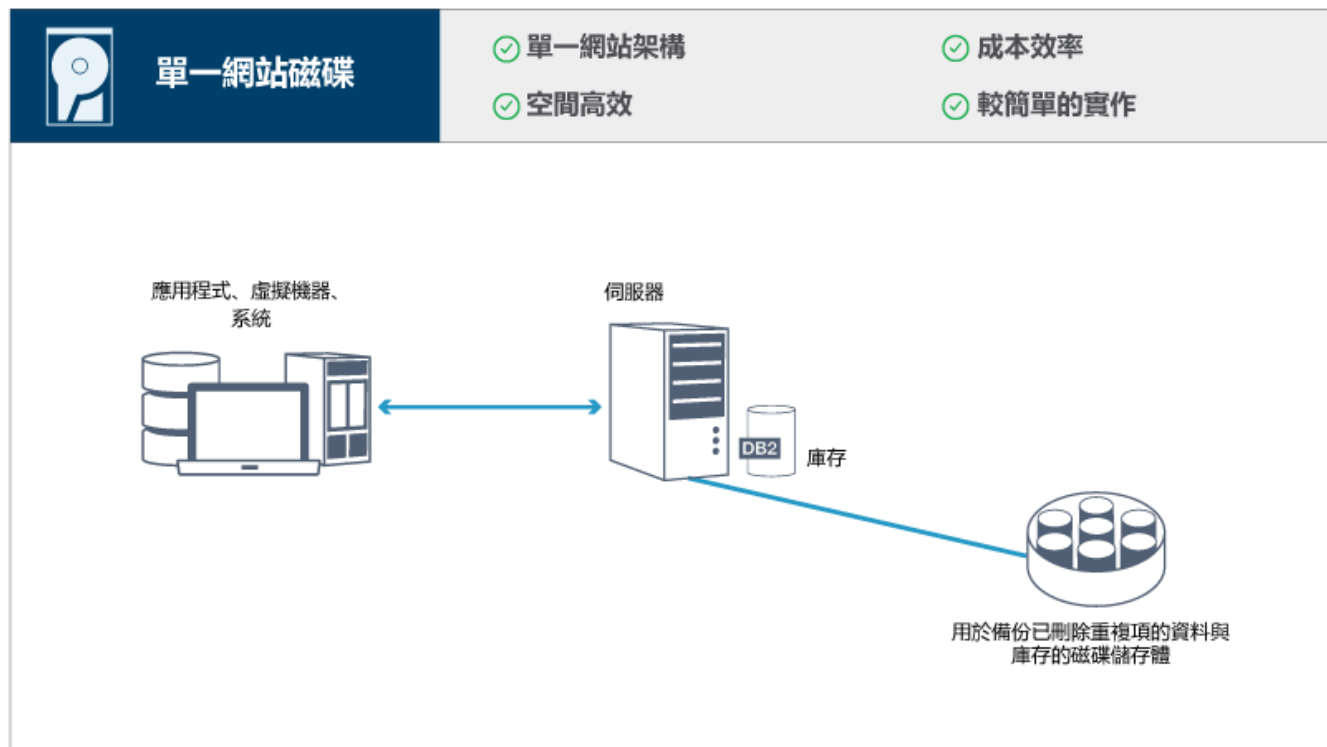 單一網站磁碟
單一網站架構
成本效率
空間高效
較簡單的實作
應用程式、虛擬機器、
系統
伺服器
DB2
庫存
用於備份已刪除重複項的資料與
庫存的磁碟儲存體